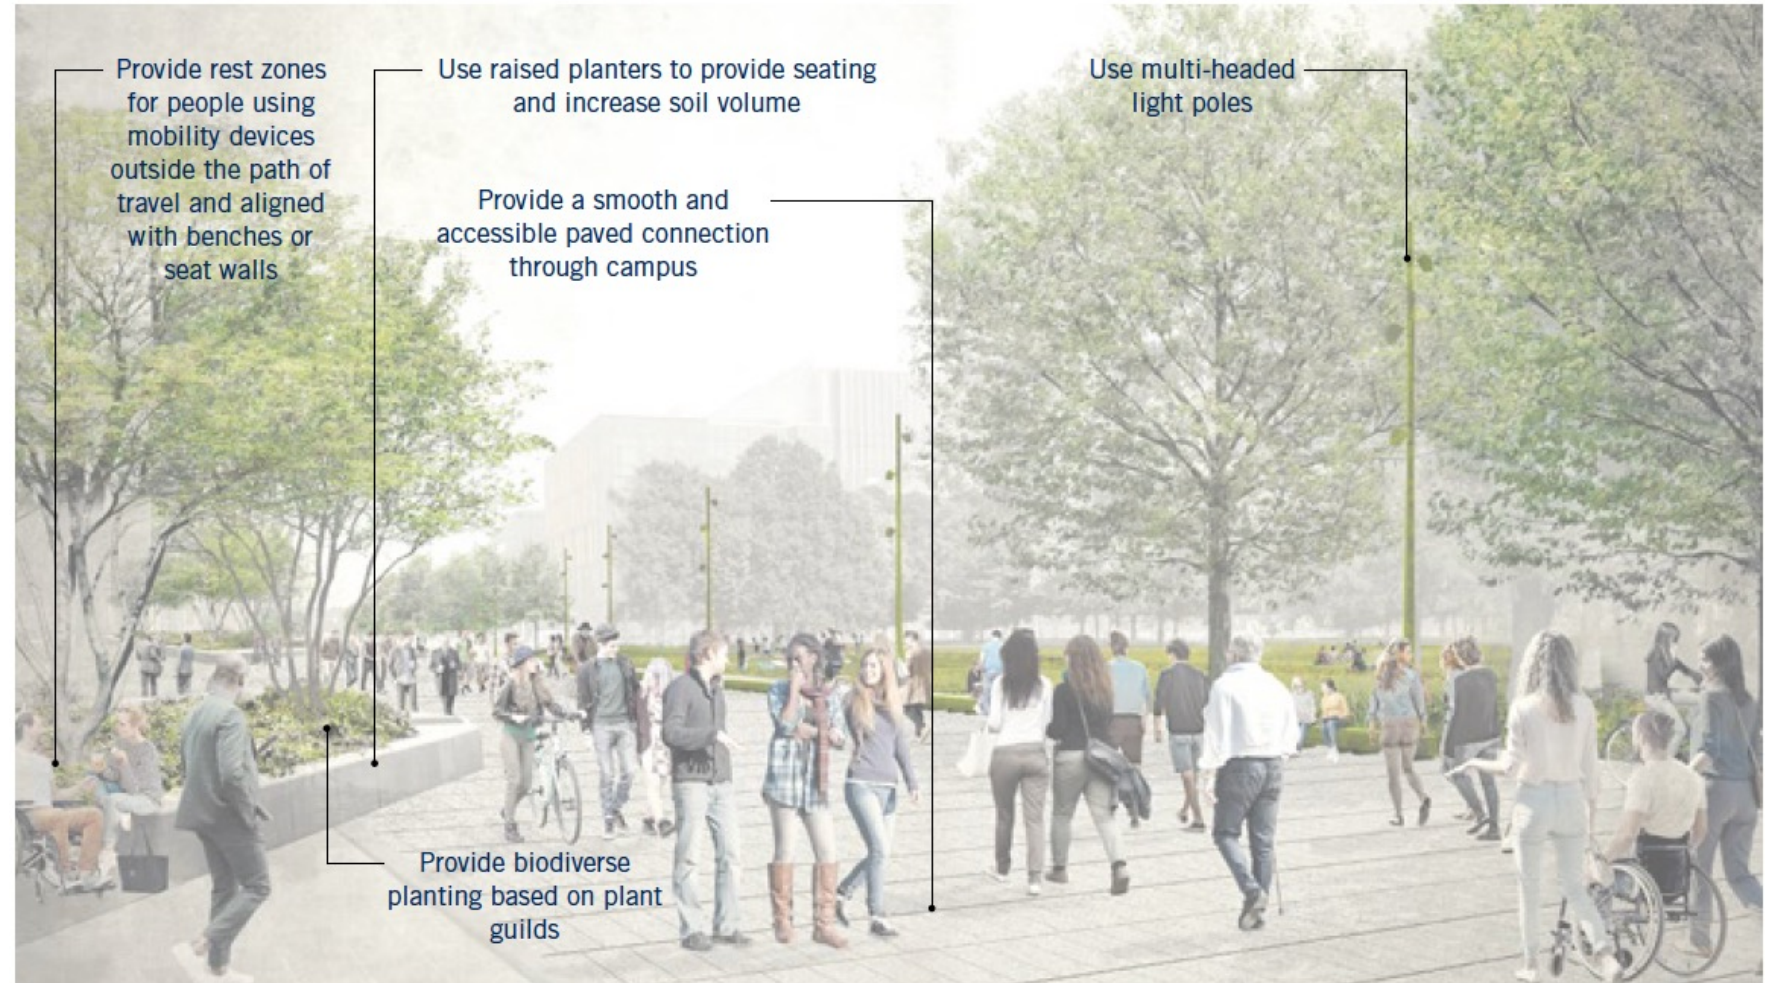 Provide rest zones
for people using
mobility devices
outside the path of
travel and aligned
with benches or
seat walls
Use raised planters to provide seating
and increase soil volume
Provide a smooth and
accessible paved connection
through campus
Use multi-headed
light poles
Provide biodiverse
planting based on plant
guilds